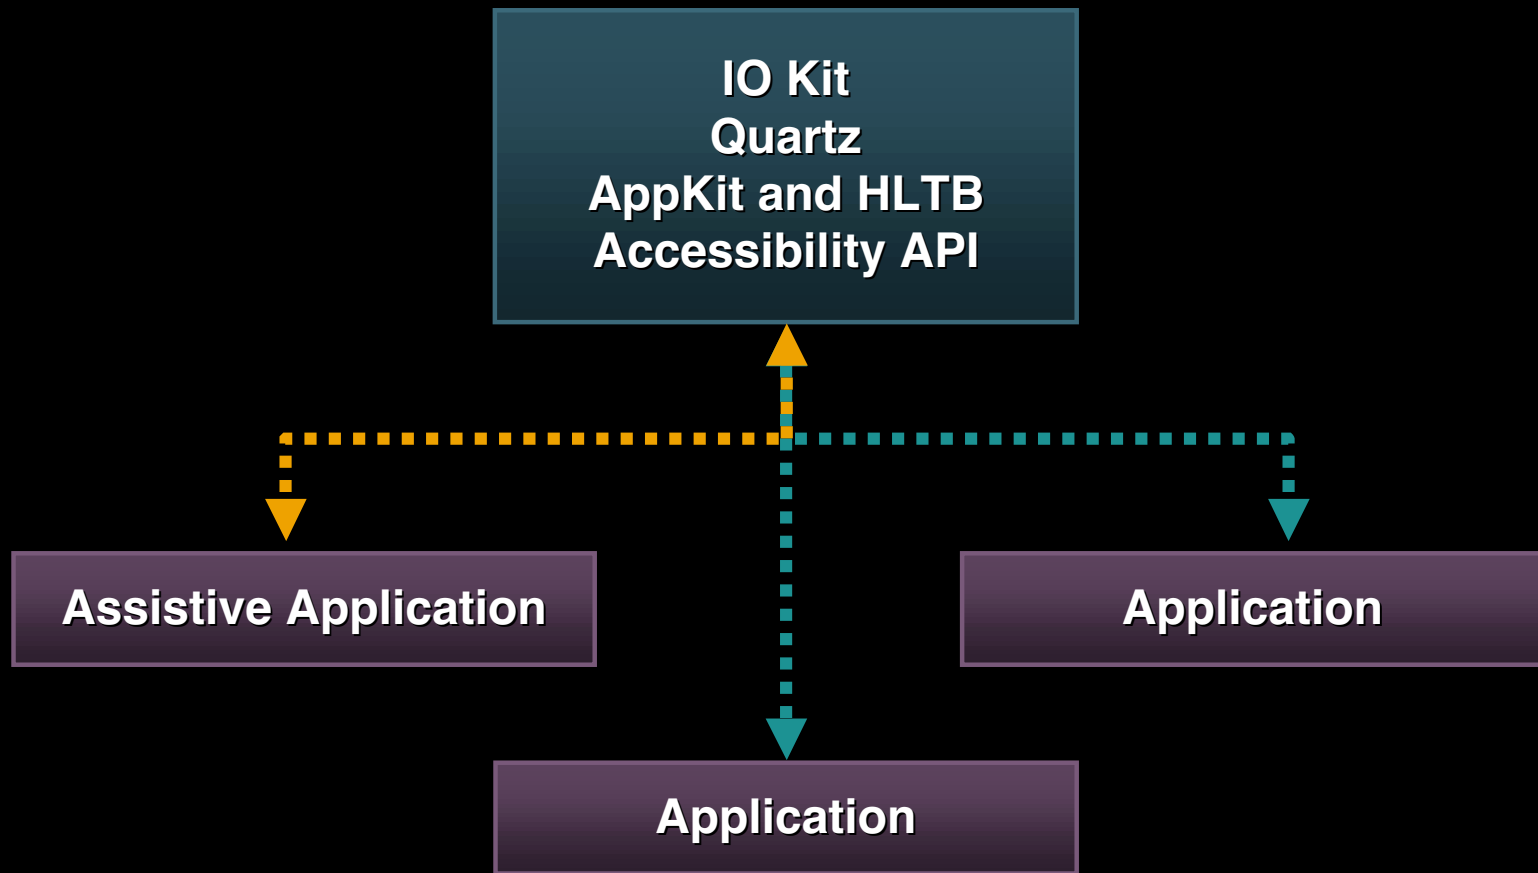 IO Kit
Quartz
AppKit and HLTB
Accessibility API
Assistive Application
Application
Application